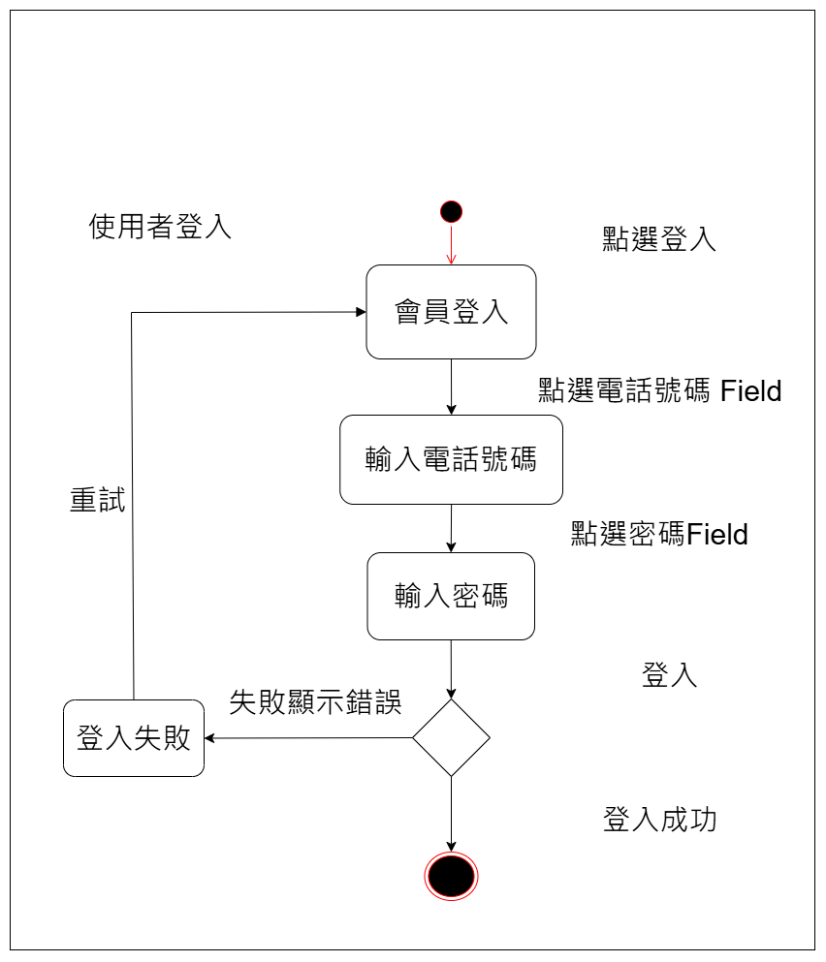 使用者登入
點選登入
會員登入
點選電話號碼 Field
輸入電話號碼
重試
點選密碼Field
輸入密碼
登入
失敗顯示錯誤
登入失敗
登入成功